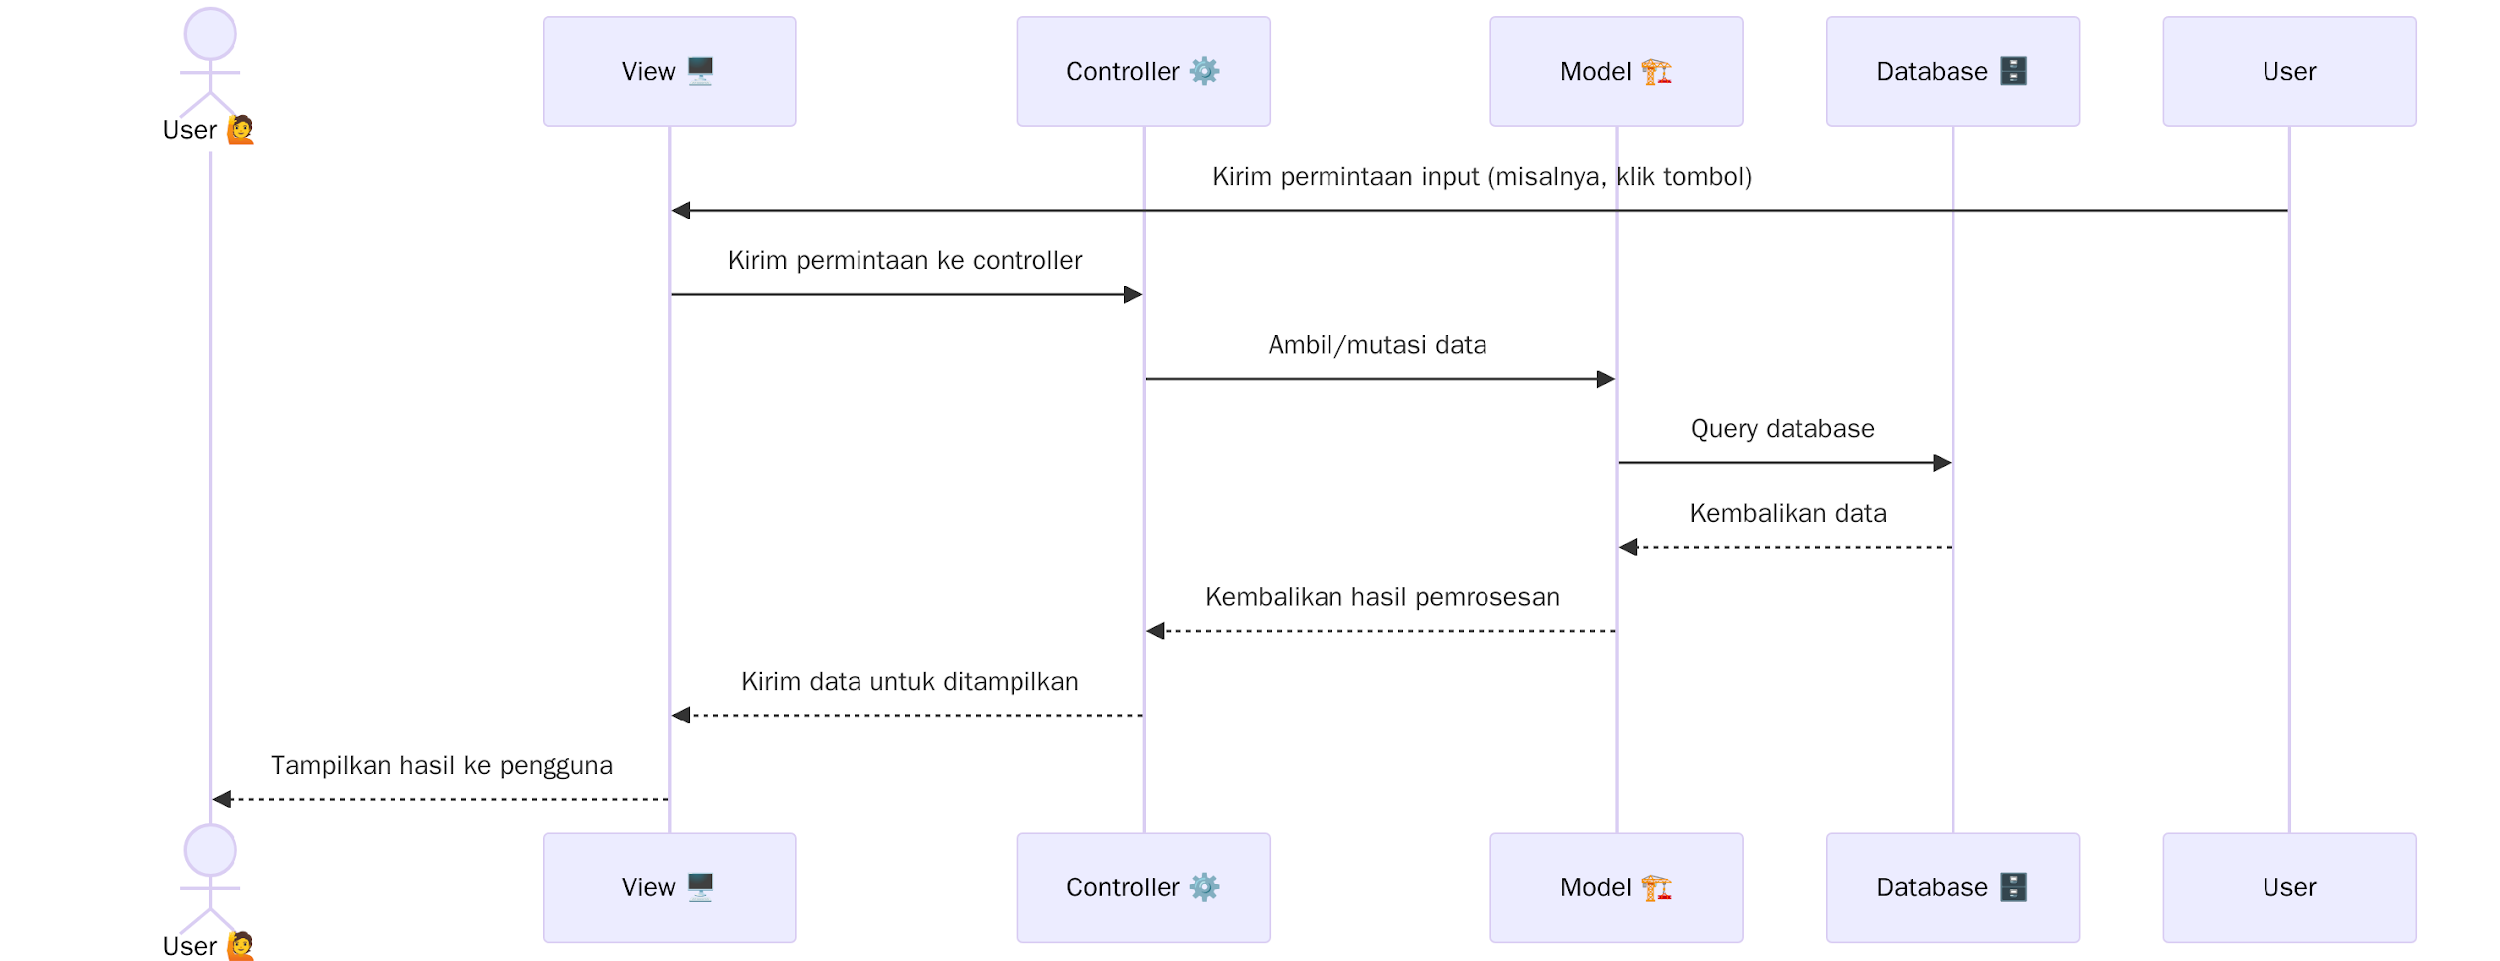 User 🙋
View 🖥️
Controller ⚙️
Model 🏗️
Database 🗄️
User
Kirim permintaan input (misalnya, klik tombol)
Kirim permintaan ke controller
Ambil/mutasi data
Query database
Kembalikan data
Kembalikan hasil pemrosesan
Kirim data untuk ditampilkan
Tampilkan hasil ke pengguna
User 🙋
View 🖥️
Controller ⚙️
Model 🏗️
Database 🗄️
User